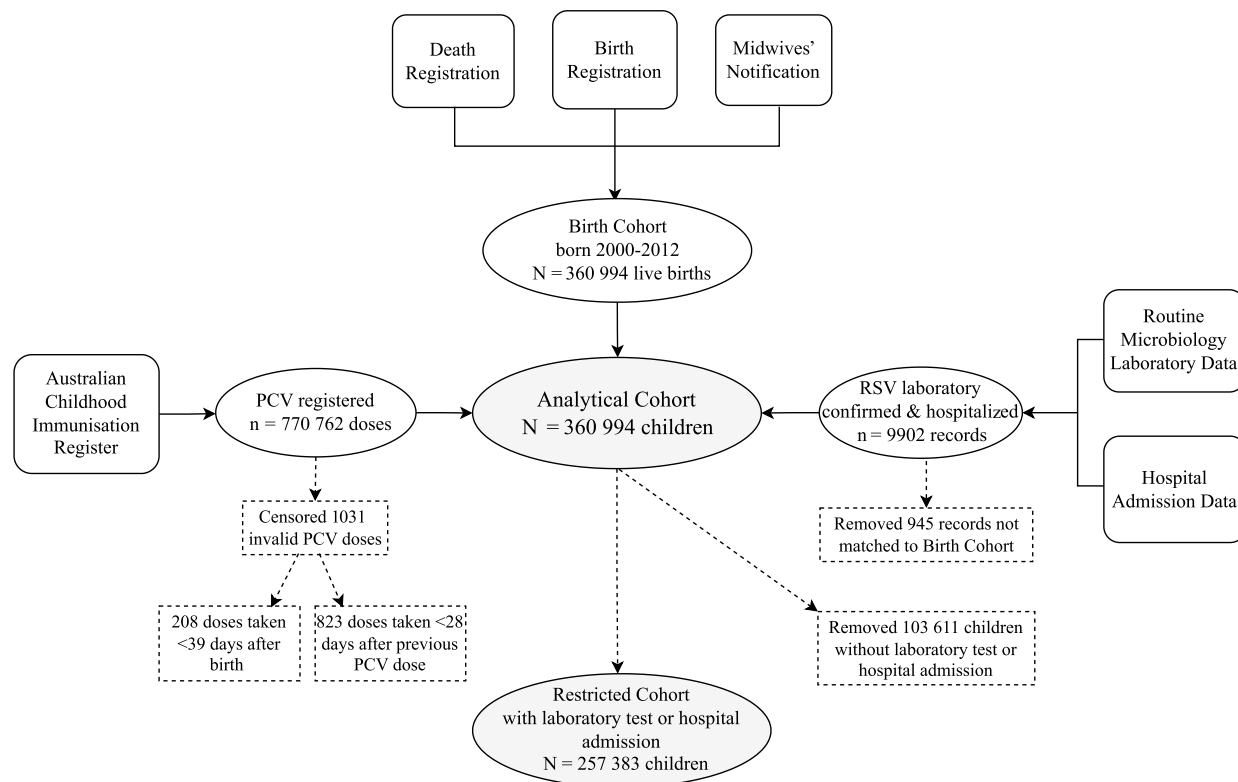 Death
Registration
Birth
Registration
Midwives’
Notification
Birth Cohort
born 2000-2012
N = 360 994 live births
Australian
Childhood
Immunisation
Register
PCV registered
n = 770 762 doses
Analytical Cohort
N = 360 994 children
RSV laboratory
confirmed & hospitalized
n = 9902 records
Routine
Microbiology
Laboratory Data
Hospital
Admission Data
Censored 1031
invalid PCV doses
Removed 945 records not
matched to Birth Cohort
208 doses taken
<39 days after
birth
823 doses taken <28
days after previous
PCV dose
Removed 103 611 children
without laboratory test or
hospital admission
Restricted Cohort
with laboratory test or hospital
admission
N = 257 383 children